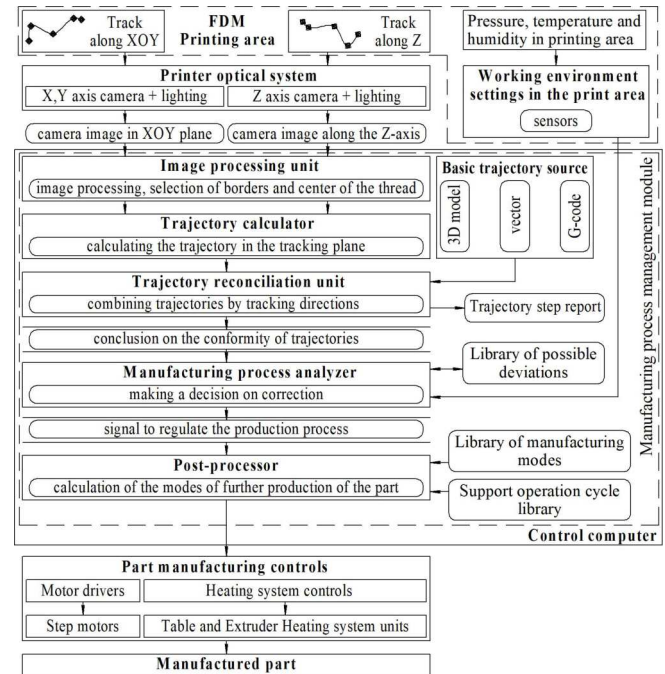 Track
along XOY
FDM
Printing area
Track
along Z
Pressure, temperature and
humidity in printing area
Printer optical system
X,Y axis camera + lighting
Z axis camera + lighting
Working environment
settings in the print area
sensors
camera image in XOY plane
camera image along the Z-axis
Image processing unit
image processing, selection of borders and center of the thread
Basic trajectory source
3D model
vector
G-code
Trajectory calculator
calculating the trajectory in the tracking plane
Trajectory reconciliation unit
combining trajectories by tracking directions
Trajectory step report
conclusion on the conformity of trajectories
Manufacturing process analyzer
making a decision on correction
Library of possible
deviations
signal to regulate the production process
Post-processor
calculation of the modes of further production of the part
Library of manufacturing
modes
Support operation cycle
library
Manufacturing process management module
Control computer
Part manufacturing controls
Motor drivers
Heating system controls
Step motors
Table and Extruder Heating system units
Manufactured part